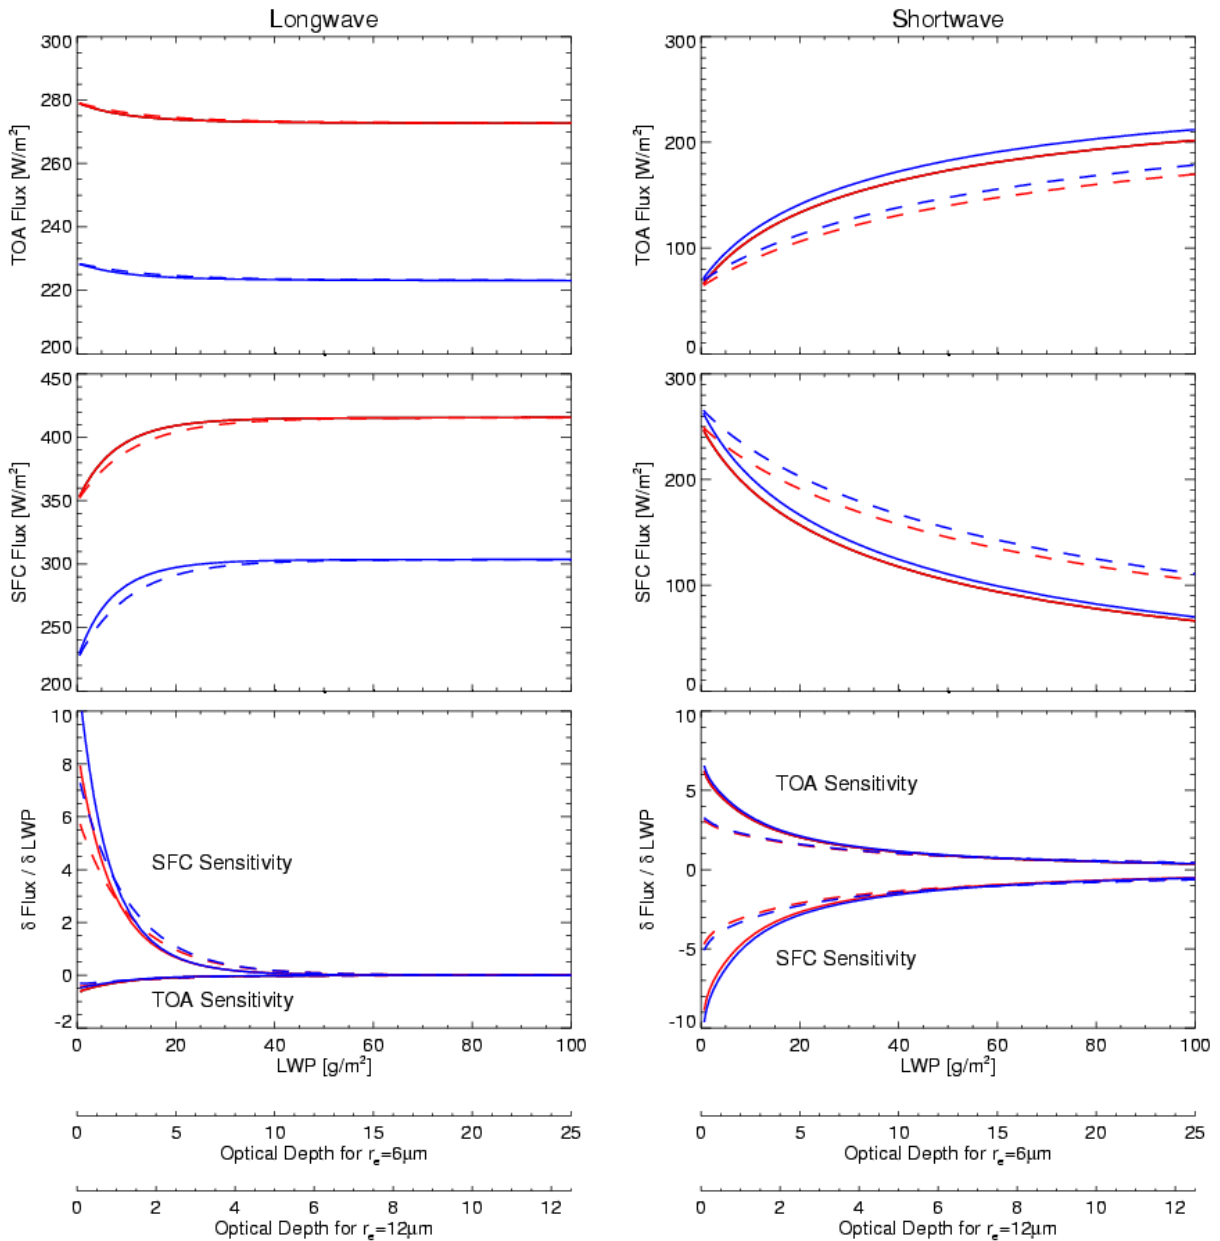 Longwave
Shortwave
300
280
260
240
220
200
TOA Flux [W/m²]
300
200
100
0
TOA Flux [W/m²]
450
400
350
300
250
200
SFC Flux [W/m²]
300
200
100
0
SFC Flux [W/m²]
10
8
6
4
2
0
-2
δ Flux / δ LWP
SFC Sensitivity
TOA Sensitivity
10
5
0
-5
-10
δ Flux / δ LWP
TOA Sensitivity
SFC Sensitivity
0 20 40 60 80 100
LWP [g/m²]
0 20 40 60 80 100
LWP [g/m²]
0 5 10 15 20 25
Optical Depth for rₑ=6μm
0 5 10 15 20 25
Optical Depth for rₑ=6μm
0 2 4 6 8 10 12
Optical Depth for rₑ=12μm
0 2 4 6 8 10 12
Optical Depth for rₑ=12μm